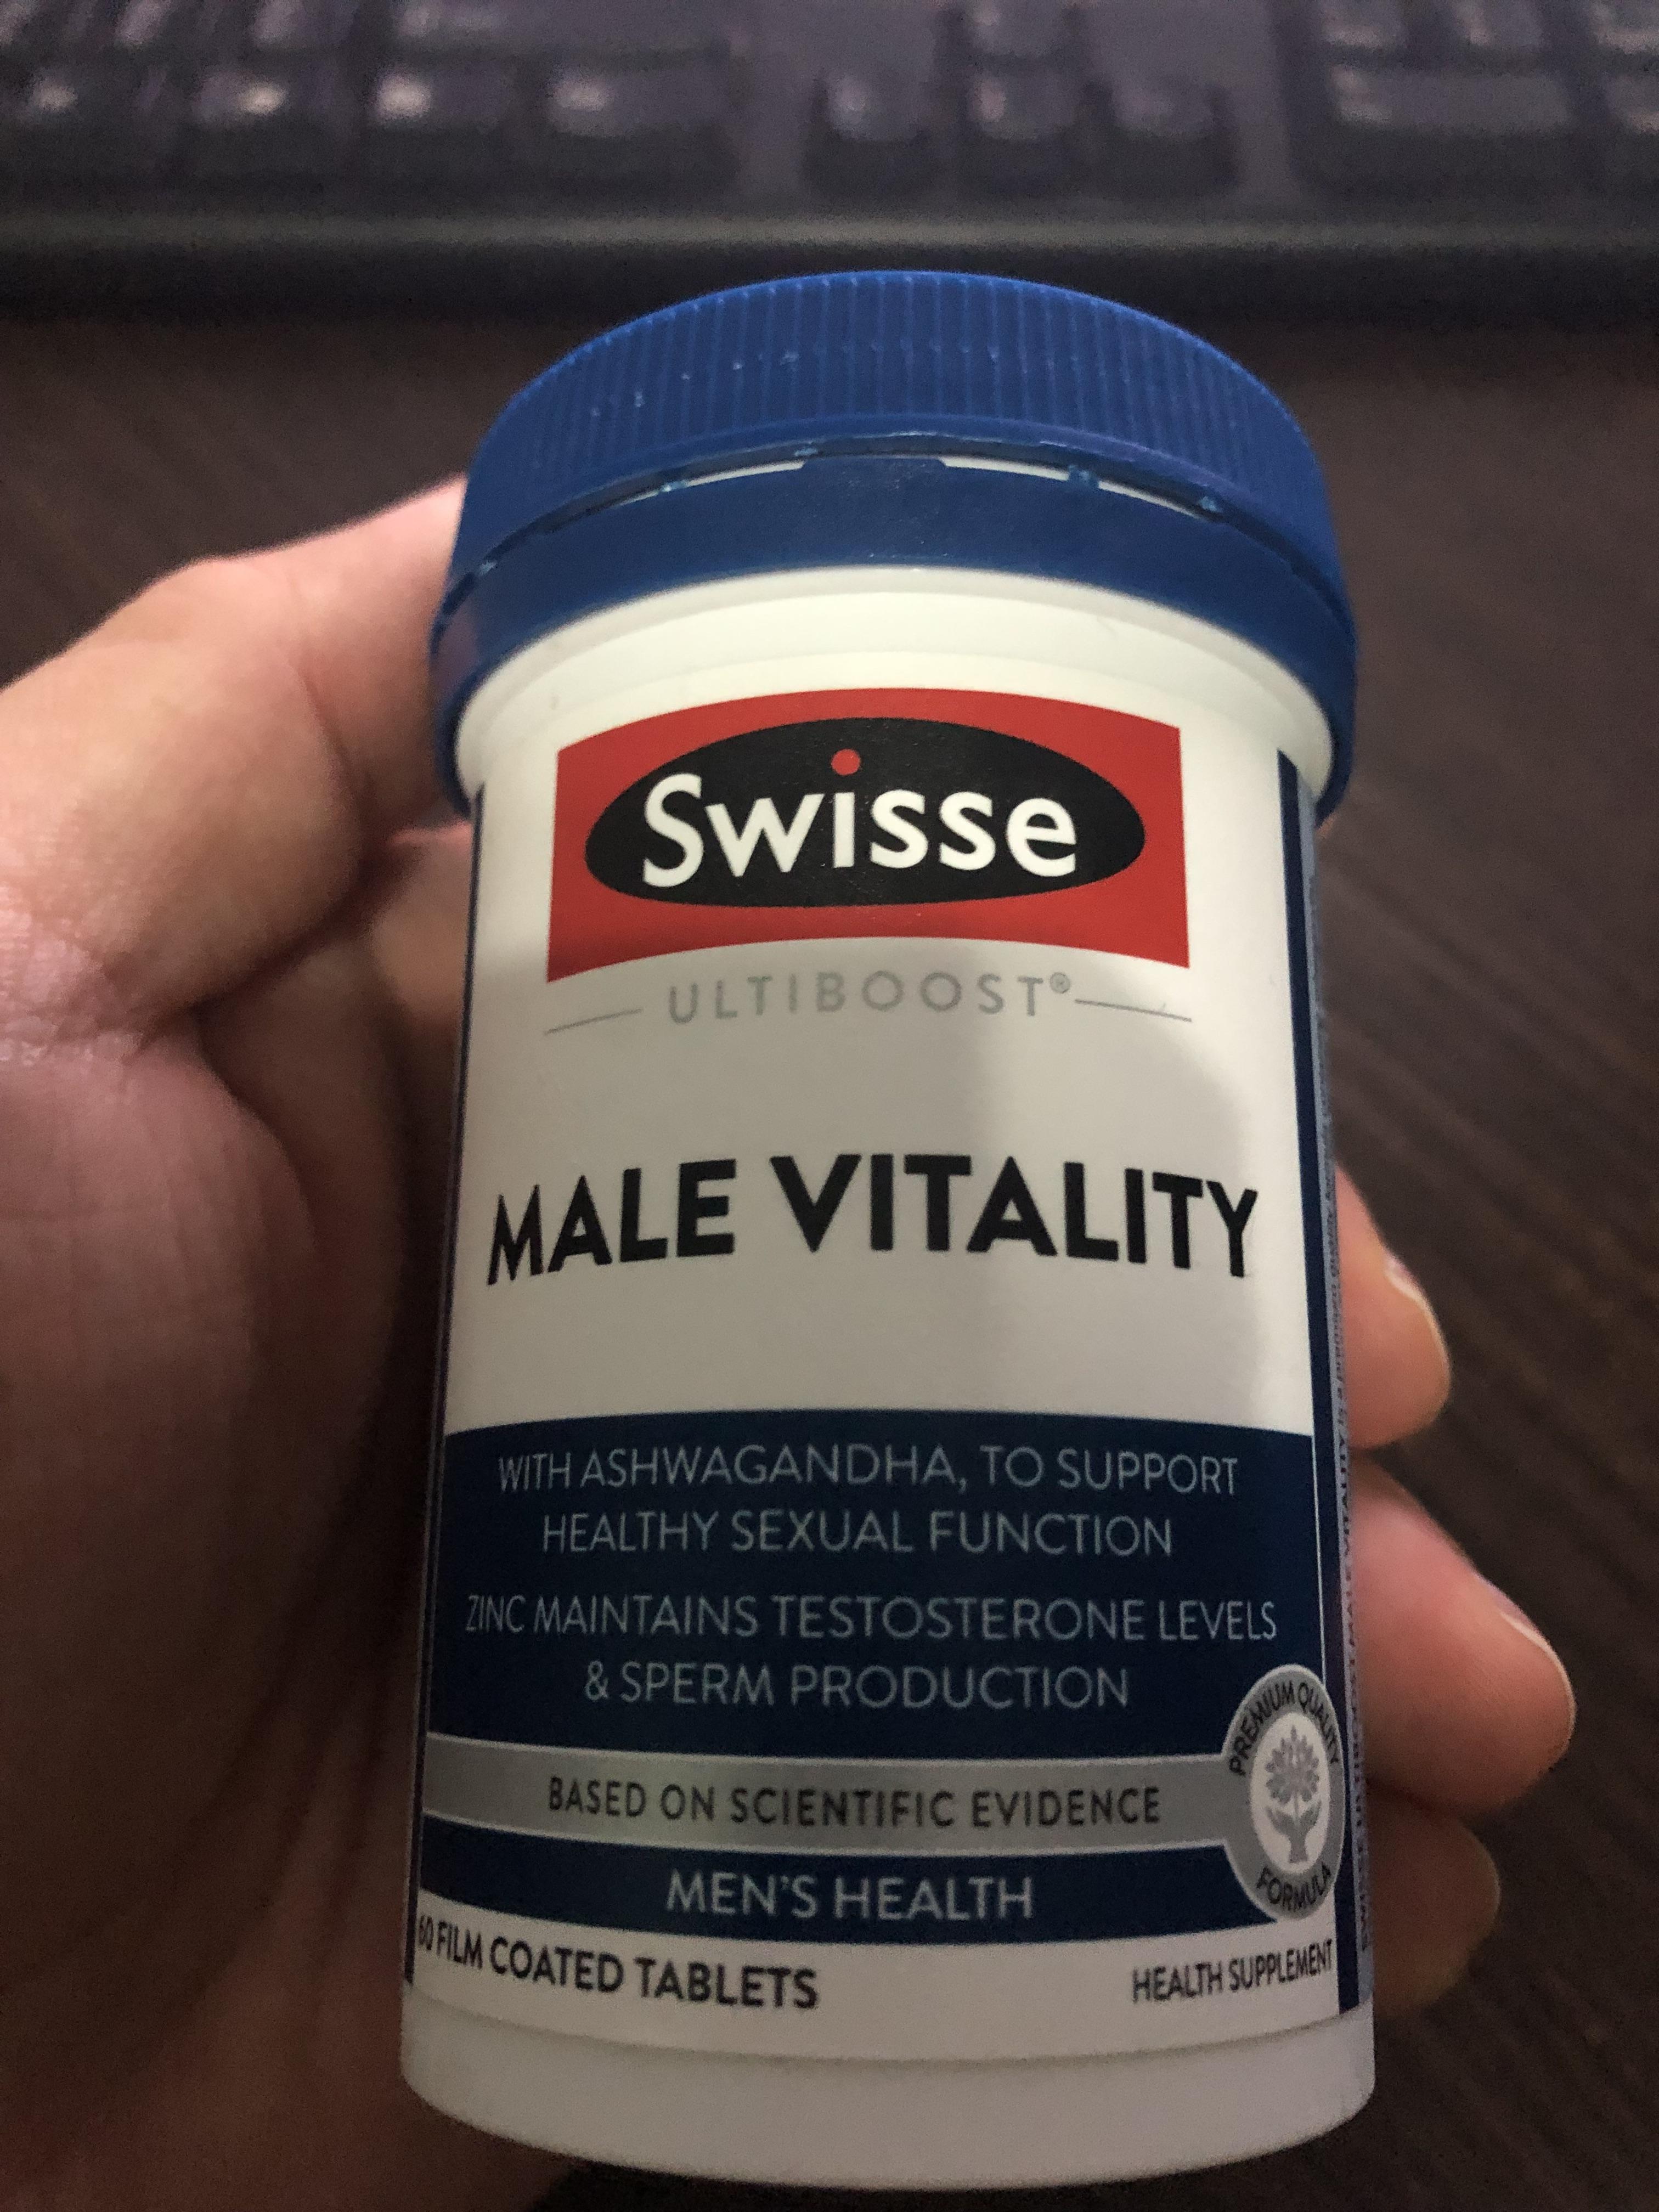 Swisse
ULTIBOOST®
MALE VITALITY
WITH ASHWAGANDHA, TO SUPPORT
HEALTHY SEXUAL FUNCTION
ZINC MAINTAINS TESTOSTERONE LEVELS
& SPERM PRODUCTION
PREMIUM QUALITY
FORMULA
BASED ON SCIENTIFIC EVIDENCE
MEN'S HEALTH
60 FILM COATED TABLETS
HEALTH SUPPLEMENT